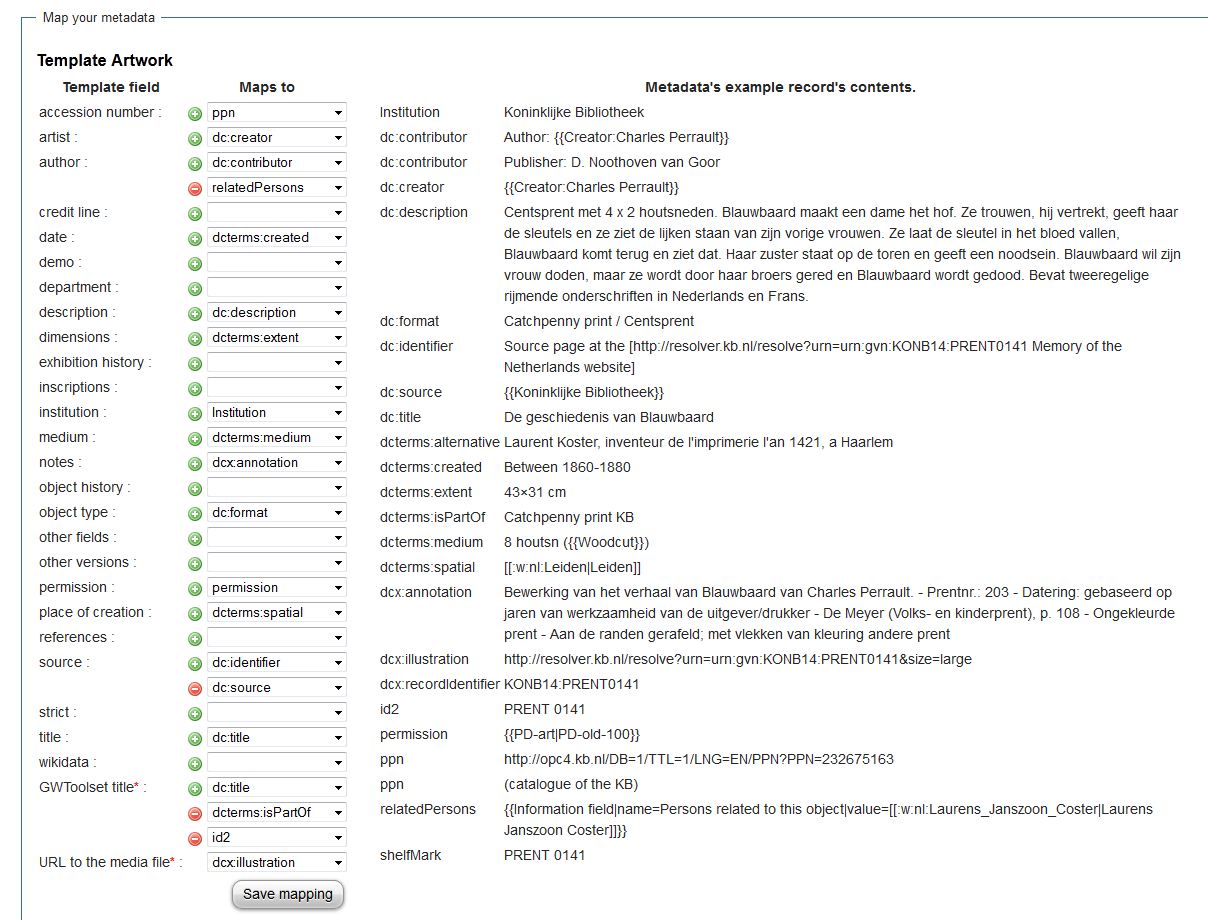 Map your metadata
Template Artwork
Template field Maps to Metadata's example record's contents.
accession number : ppn
artist : dc:creator
author : dc:contributor
relatedPersons
credit line :
date : dcterms:created
demo :
department :
description : dc:description
dimensions : dcterms:extent
exhibition history :
inscriptions :
institution : Institution
medium : dcterms:medium
notes : dcx:annotation
object history :
object type : dc:format
other fields :
other versions :
permission : permission
place of creation : dcterms:spatial
references :
source : dc:identifier
dc:source
strict :
title : dc:title
wikidata :
GWToolset title* : dc:title
dcterms:isPartOf
id2
URL to the media file* : dcx:illustration
Save mapping
Institution Koninklijke Bibliotheek
dc:contributor Author: {{Creator:Charles Perrault}}
dc:contributor Publisher: D. Noothoven van Goor
dc:creator {{Creator:Charles Perrault}}
dc:description Centsprent met 4 x 2 houtsneden. Blauwbaard maakt een dame het hof. Ze trouwen, hij vertrekt, geeft haar
de sleutels en ze ziet de lijken staan van zijn vorige vrouwen. Ze laat de sleutel in het bloed vallen,
Blauwbaard komt terug en ziet dat. Haar zuster staat op de toren en geeft een noodsein. Blauwbaard wil zijn
vrouw doden, maar ze wordt door haar broers gered en Blauwbaard wordt gedood. Bevat tweeregelige
rijmende onderschriften in Nederlands en Frans.
dc:format Catchpenny print / Centsprent
dc:identifier Source page at the [http://resolver.kb.nl/resolve?urn=urn:gvn:KONB14:PRENT0141 Memory of the
Netherlands website]
dc:source {{Koninklijke Bibliotheek}}
dc:title De geschiedenis van Blauwbaard
dcterms:alternative Laurent Koster, inventeur de l'imprimerie l'an 1421, a Haarlem
dcterms:created Between 1860-1880
dcterms:extent 43×31 cm
dcterms:isPartOf Catchpenny print KB
dcterms:medium 8 houtsn ({{Woodcut}})
dcterms:spatial [[:w:nl:Leiden|Leiden]]
dcx:annotation Bewerking van het verhaal van Blauwbaard van Charles Perrault. - Prentnr.: 203 - Datering: gebaseerd op
jaren van werkzaamheid van de uitgever/drukker - De Meyer (Volks- en kinderprent), p. 108 - Ongekleurde
prent - Aan de randen gerafeld; met vlekken van kleuring andere prent
dcx:illustration http://resolver.kb.nl/resolve?urn=urn:gvn:KONB14:PRENT0141&size=large
dcx:recordIdentifier KONB14:PRENT0141
id2 PRENT 0141
permission {{PD-art|PD-old-100}}
ppn http://opc4.kb.nl/DB=1/TTL=1/LNG=EN/PPN?PPN=232675163
ppn (catalogue of the KB)
relatedPersons {{Information field|name=Persons related to this object|value=[[:w:nl:Laurens_Janszoon_Coster|Laurens
Janszoon Coster]]}}
shelfMark PRENT 0141